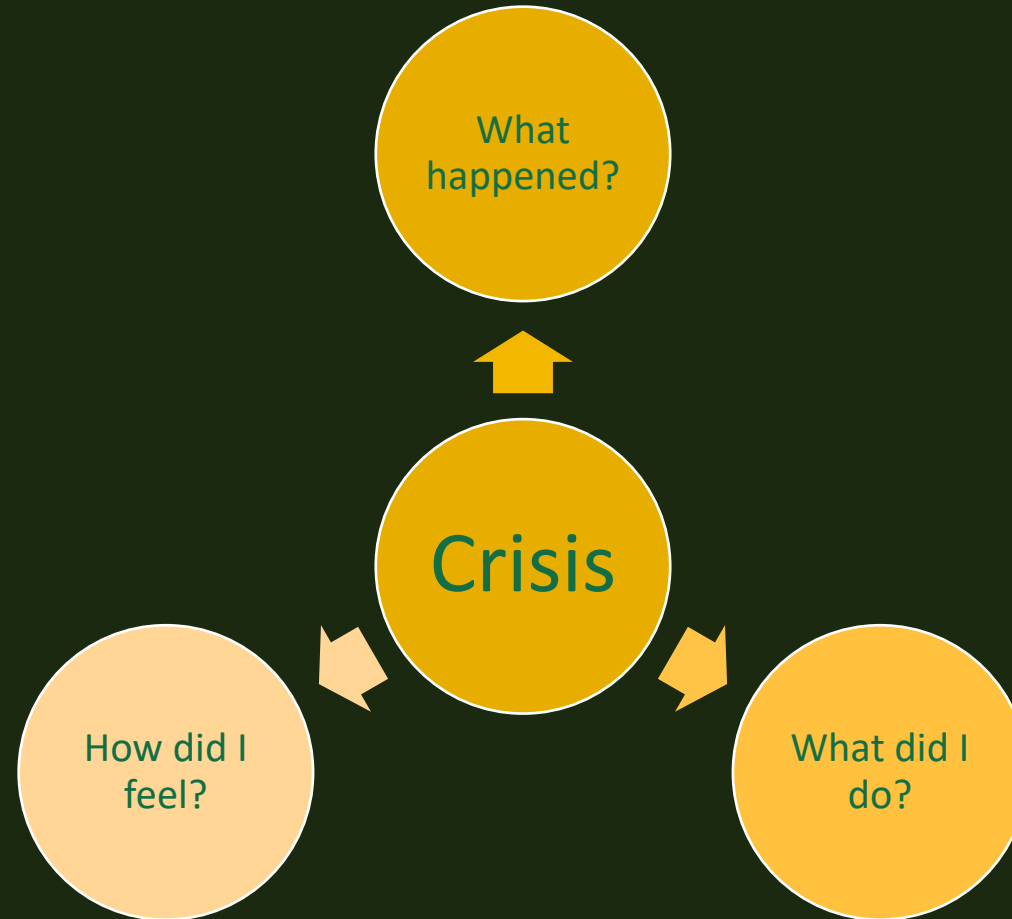 What
happened?
Crisis
How did I
feel?
What did I
do?